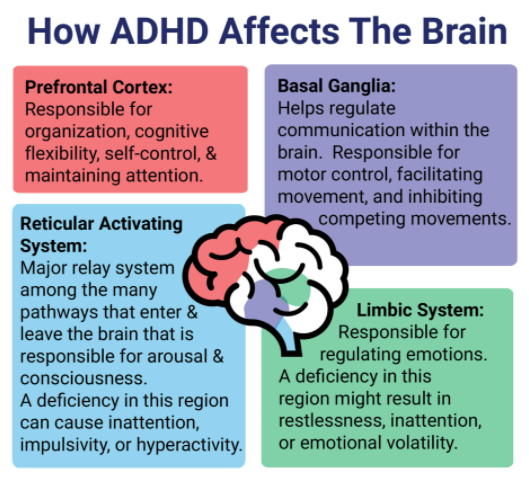 How ADHD Affects The Brain
Prefrontal Cortex:
Responsible for
organization, cognitive
flexibility, self-control, &
maintaining attention.
Basal Ganglia:
Helps regulate
communication within the
brain. Responsible for
motor control, facilitating
movement, and inhibiting
competing movements.
Reticular Activating
System:
Major relay system
among the many
pathways that enter &
leave the brain that is
responsible for arousal &
consciousness.
A deficiency in this region
can cause inattention,
impulsivity, or hyperactivity.
Limbic System:
Responsible for
regulating emotions.
A deficiency in this
region might result in
restlessness, inattention,
or emotional volatility.